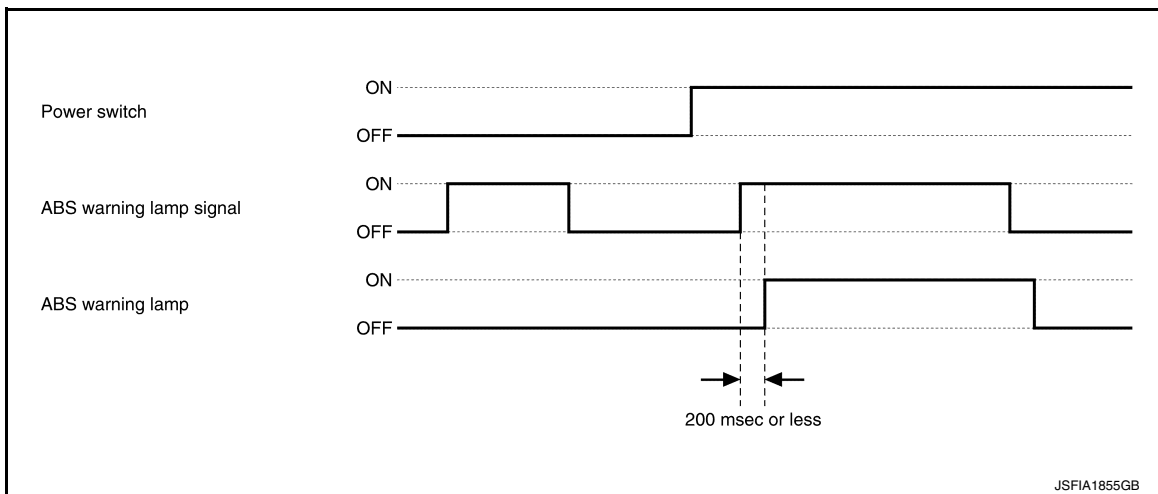 Power switch
ON
OFF
ABS warning lamp signal
ON
OFF
ABS warning lamp
ON
OFF
200 msec or less
JSFIA1855GB